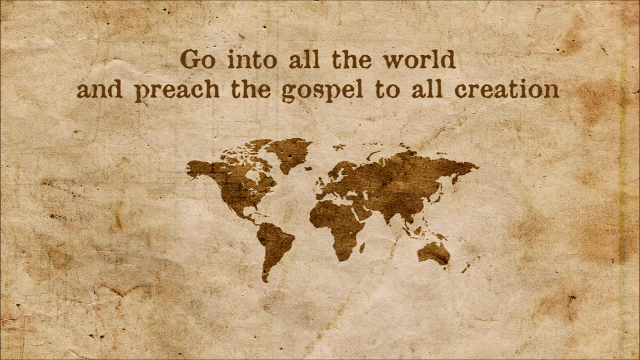 Go into all the world
and preach the gospel to all creation